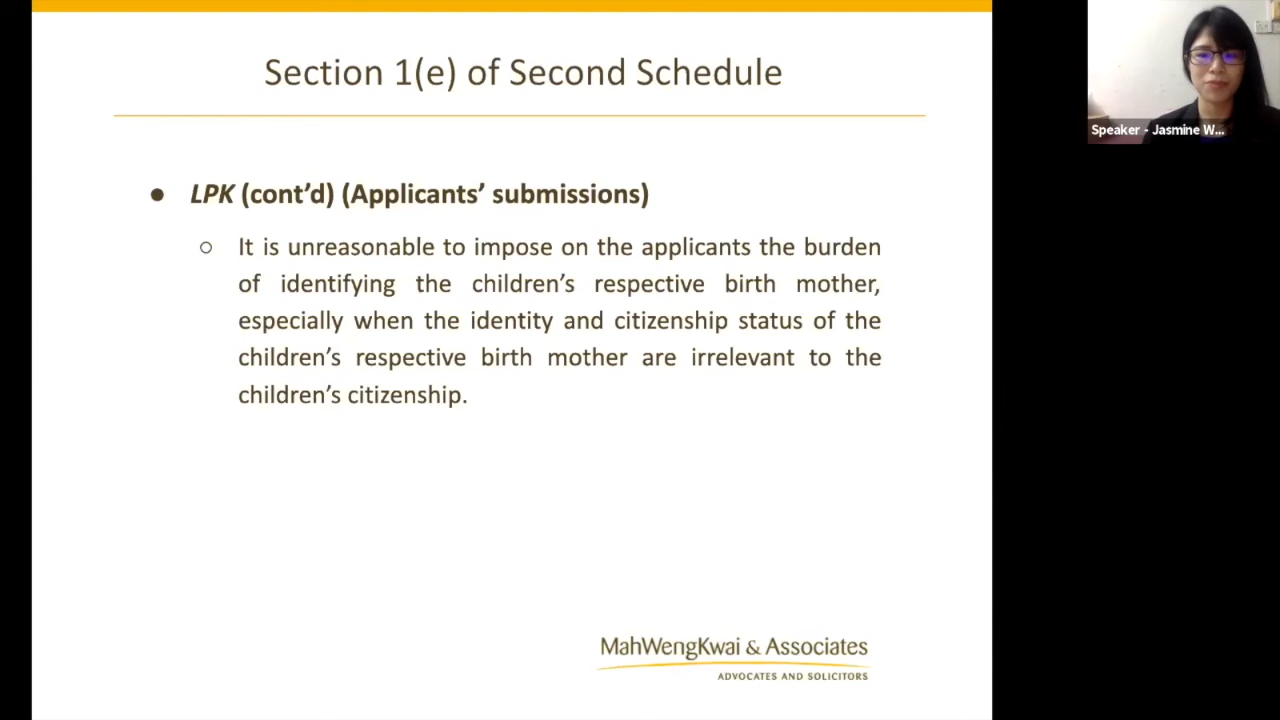 Section 1(e) of Second Schedule
● LPK (cont’d) (Applicants’ submissions)
○ It is unreasonable to impose on the applicants the burden
of identifying the children’s respective birth mother,
especially when the identity and citizenship status of the
children’s respective birth mother are irrelevant to the
children’s citizenship.
MahWengKwai & Associates
ADVOCATES AND SOLICITORS
Speaker - Jasmine W...